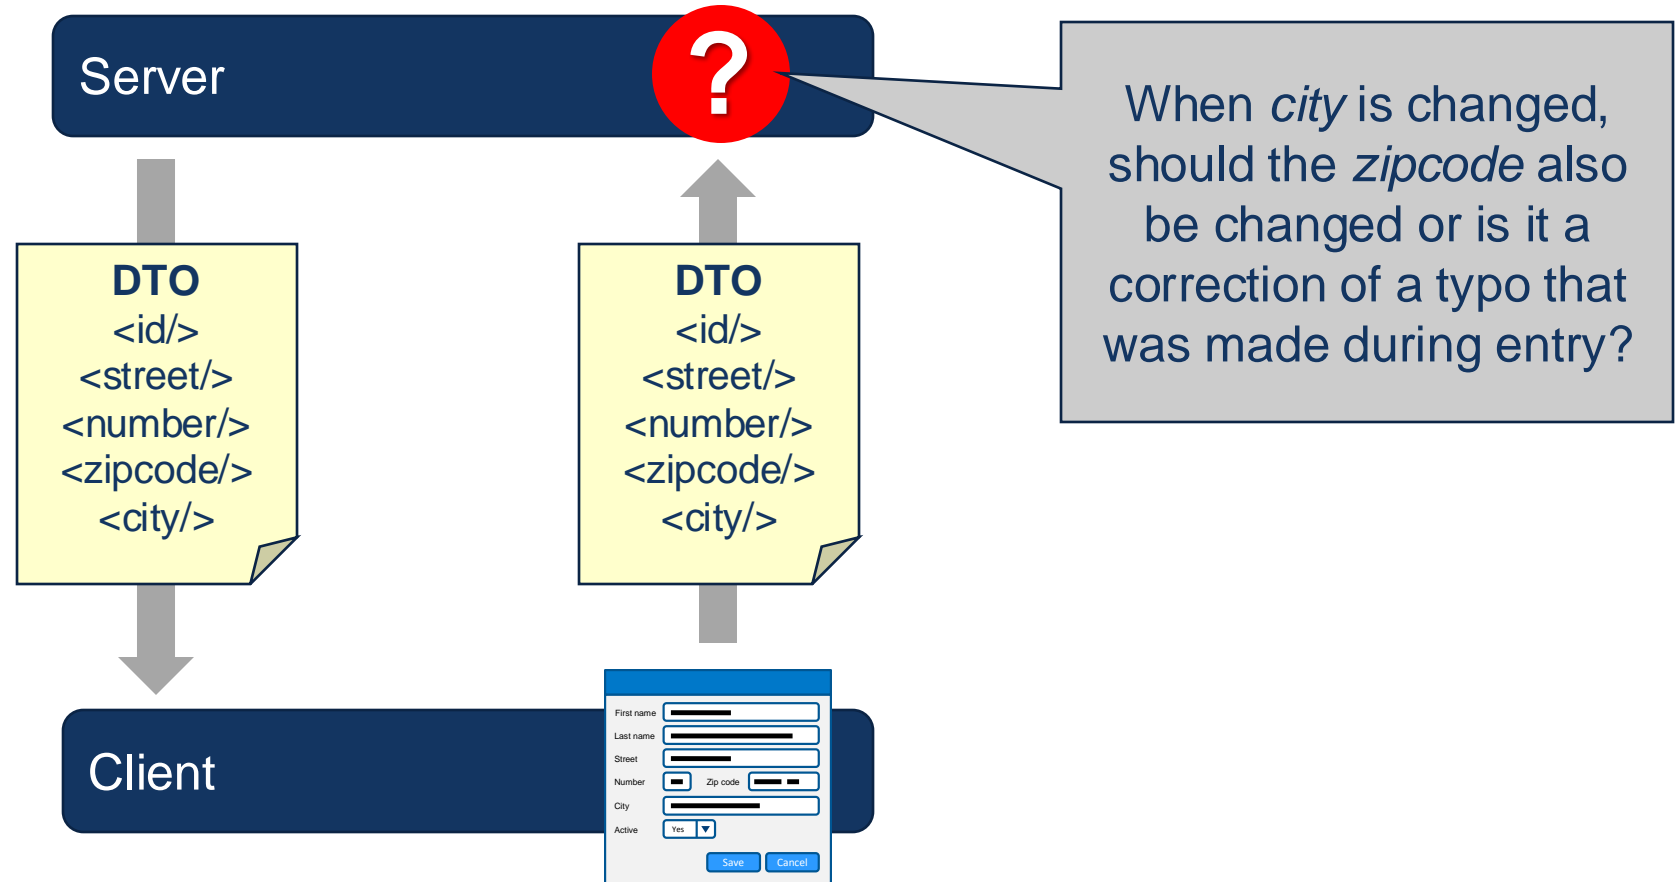 Server
?
When city is changed,
should the zipcode also
be changed or is it a
correction of a typo that
was made during entry?
DTO
<id/>
<street/>
<number/>
<zipcode/>
<city/>
DTO
<id/>
<street/>
<number/>
<zipcode/>
<city/>
Client
First name
Last name
Street
Number Zip code
City
Active Yes
Save Cancel